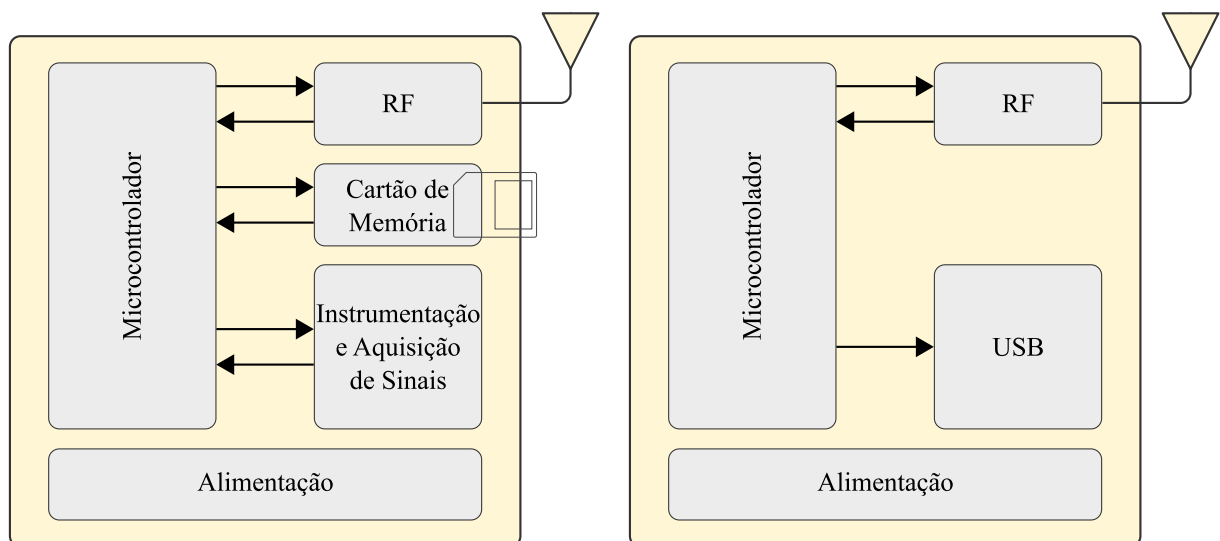 Microcontrolador
RF
Cartão de
Memória
Instrumentação
e Aquisição
de Sinais
Alimentação
Microcontrolador
RF
USB
Alimentação